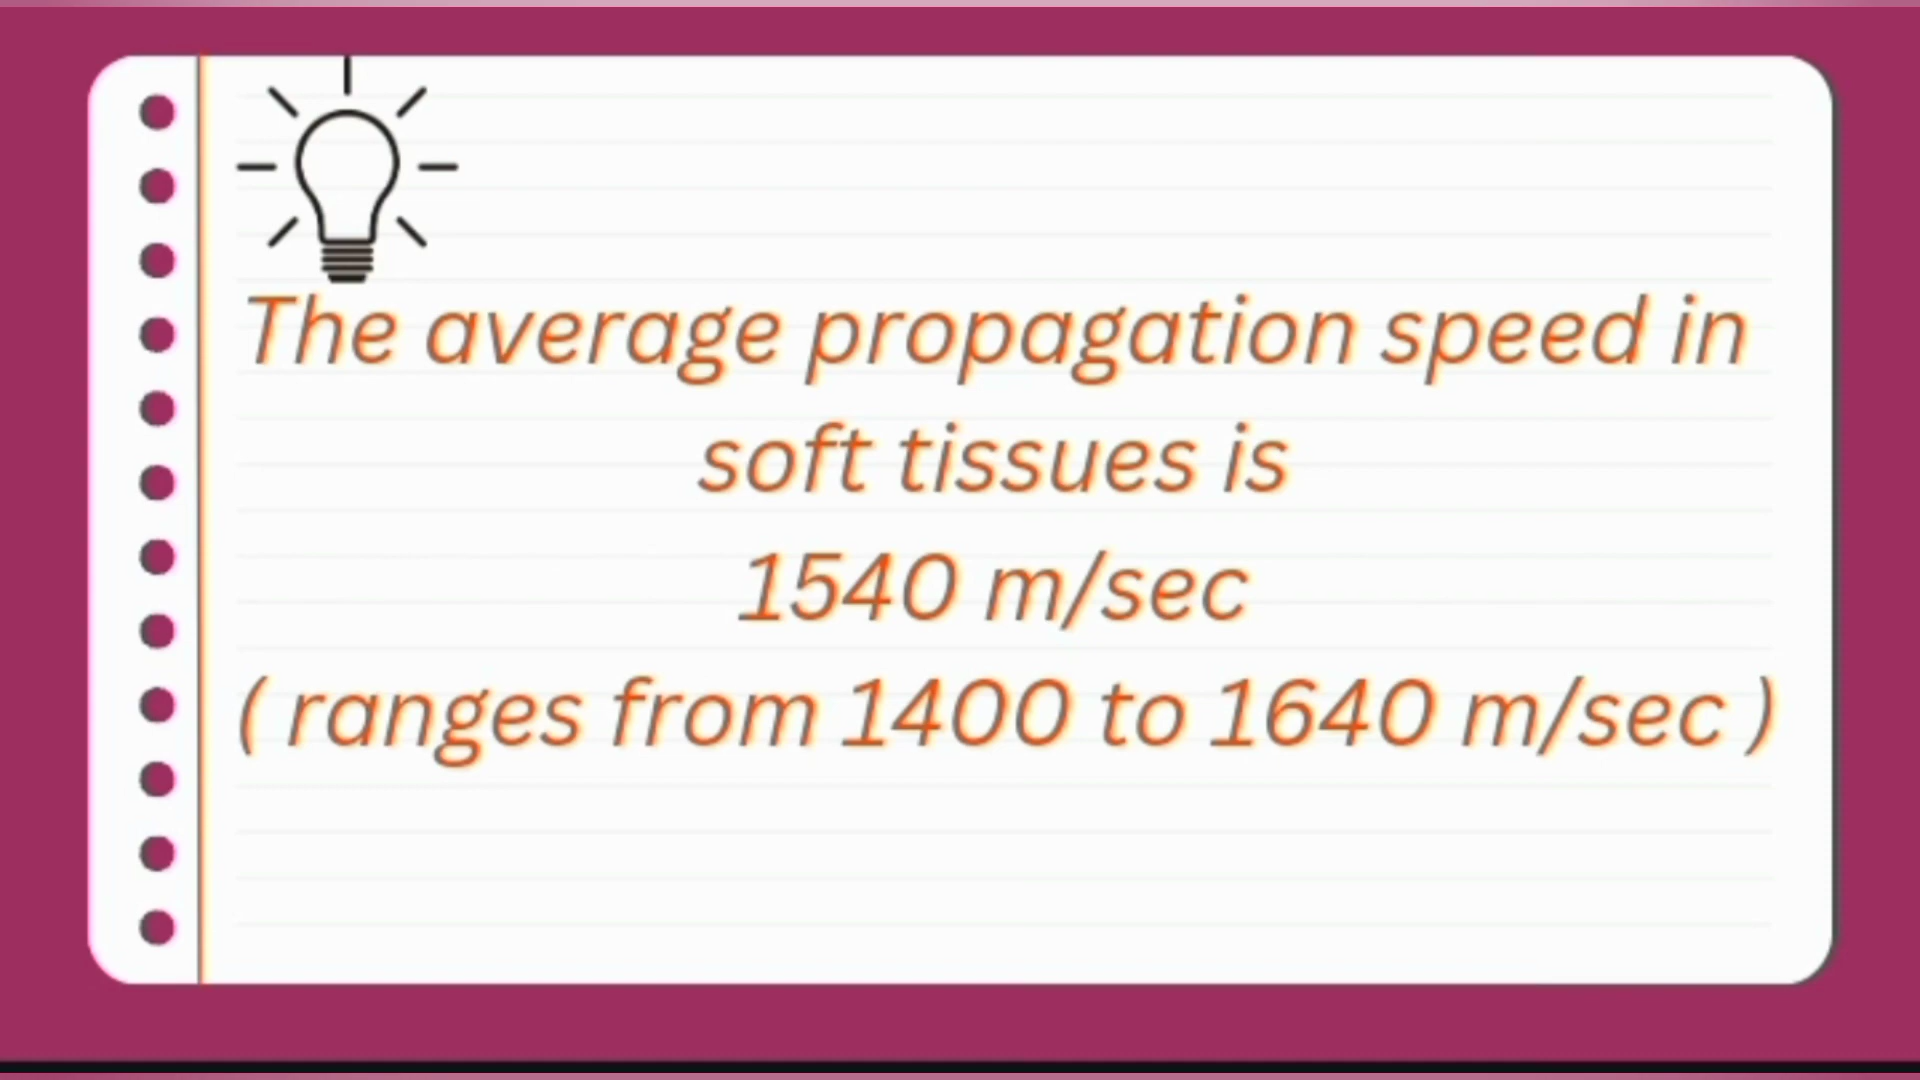 The average propagation speed in
soft tissues is
1540 m/sec
( ranges from 1400 to 1640 m/sec )